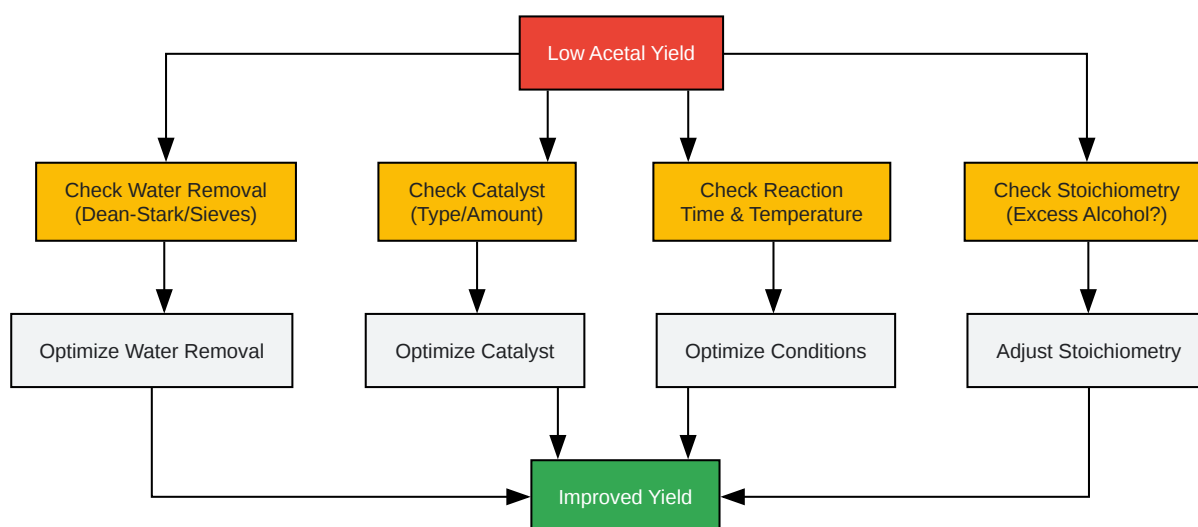 Low Acetal Yield
Check Water Removal
(Dean-Stark/Sieves)
Check Catalyst
(Type/Amount)
Check Reaction
Time & Temperature
Check Stoichiometry
(Excess Alcohol?)
Optimize Water Removal
Optimize Catalyst
Optimize Conditions
Adjust Stoichiometry
Improved Yield